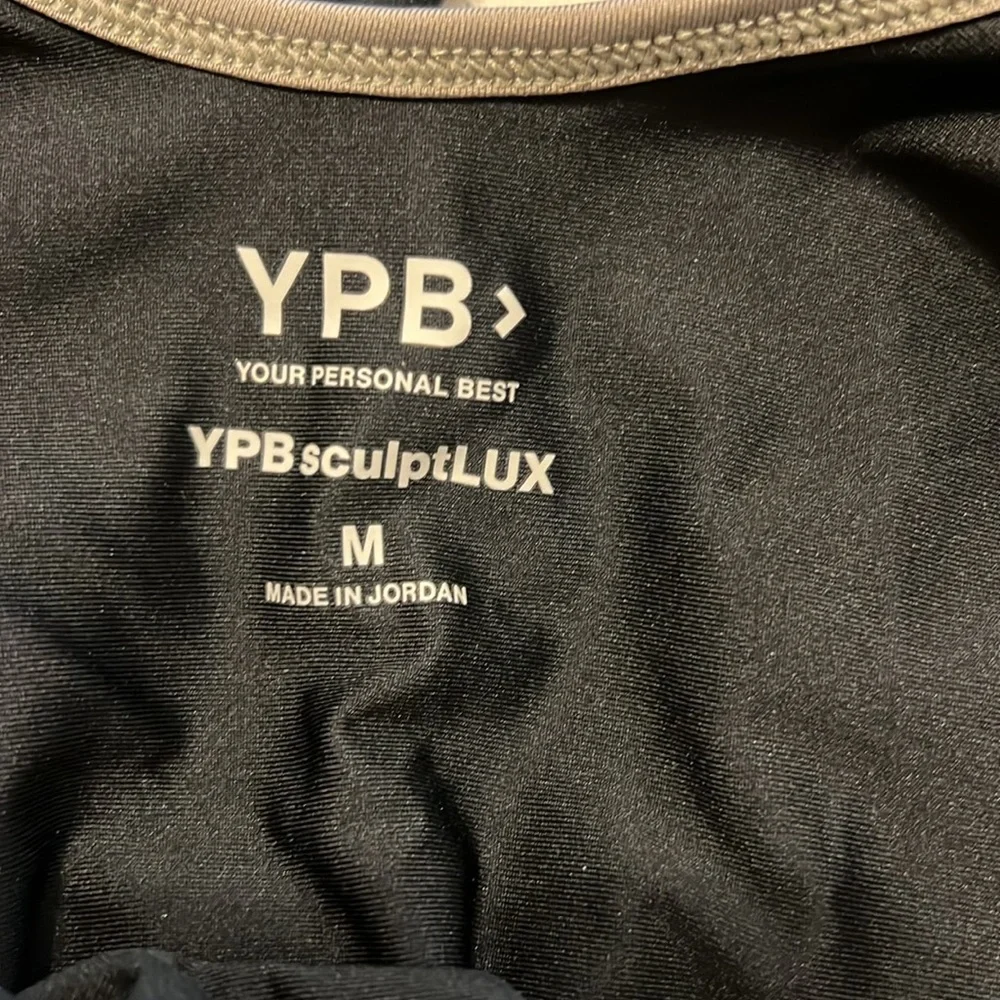 YPB>
YOUR PERSONAL BEST
YPBsculptLUX
M
MADE IN JORDAN